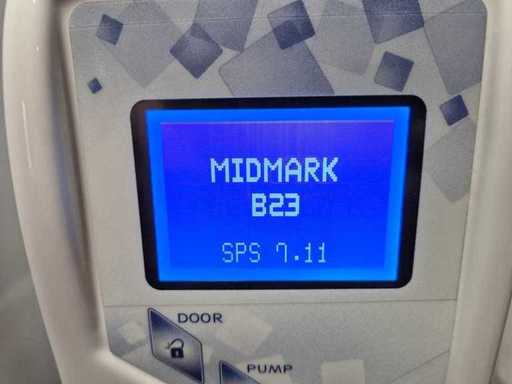 MIDMARK
B23
SPS 7.11
DOOR
PUMP